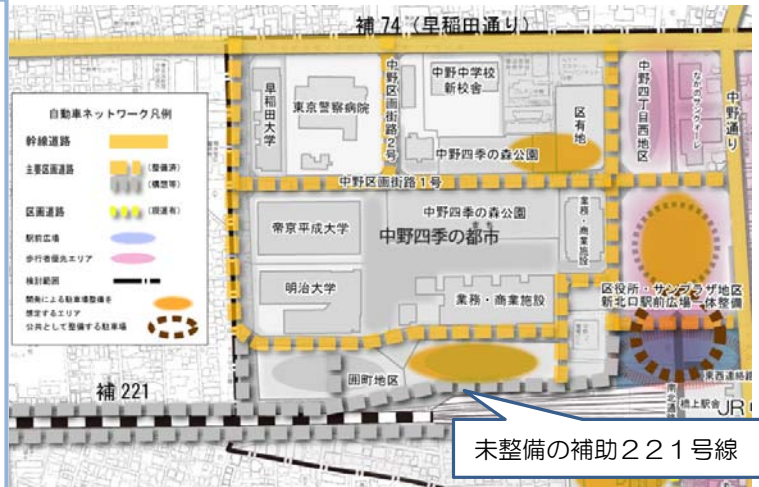 補74（早稲田通り）
自動車ネットワーク凡例
幹線道路
主要区画道路
（整備済）
（構想等）
区画道路
（現道有）
駅前広場
歩行者優先エリア
検討範囲
開発による駐車場整備を
想定するエリア
公共として整備する駐車場
早稲田大学
東京警察病院
中野区画街路2号
中野中学校
新校舎
区有地
中野四丁目西地区
なかのサンクォーレ
中野通り
中野四季の森公園
中野区画街路1号
帝京平成大学
中野四季の森公園
中野四季の都市
まち
業務・商業施設
明治大学
業務・商業施設
区役所・サンプラザ地区
新北口駅前広場一体整備
囲町地区
補221
東西連絡路
南北通路
橋上駅舎
JR
未整備の補助２２１号線